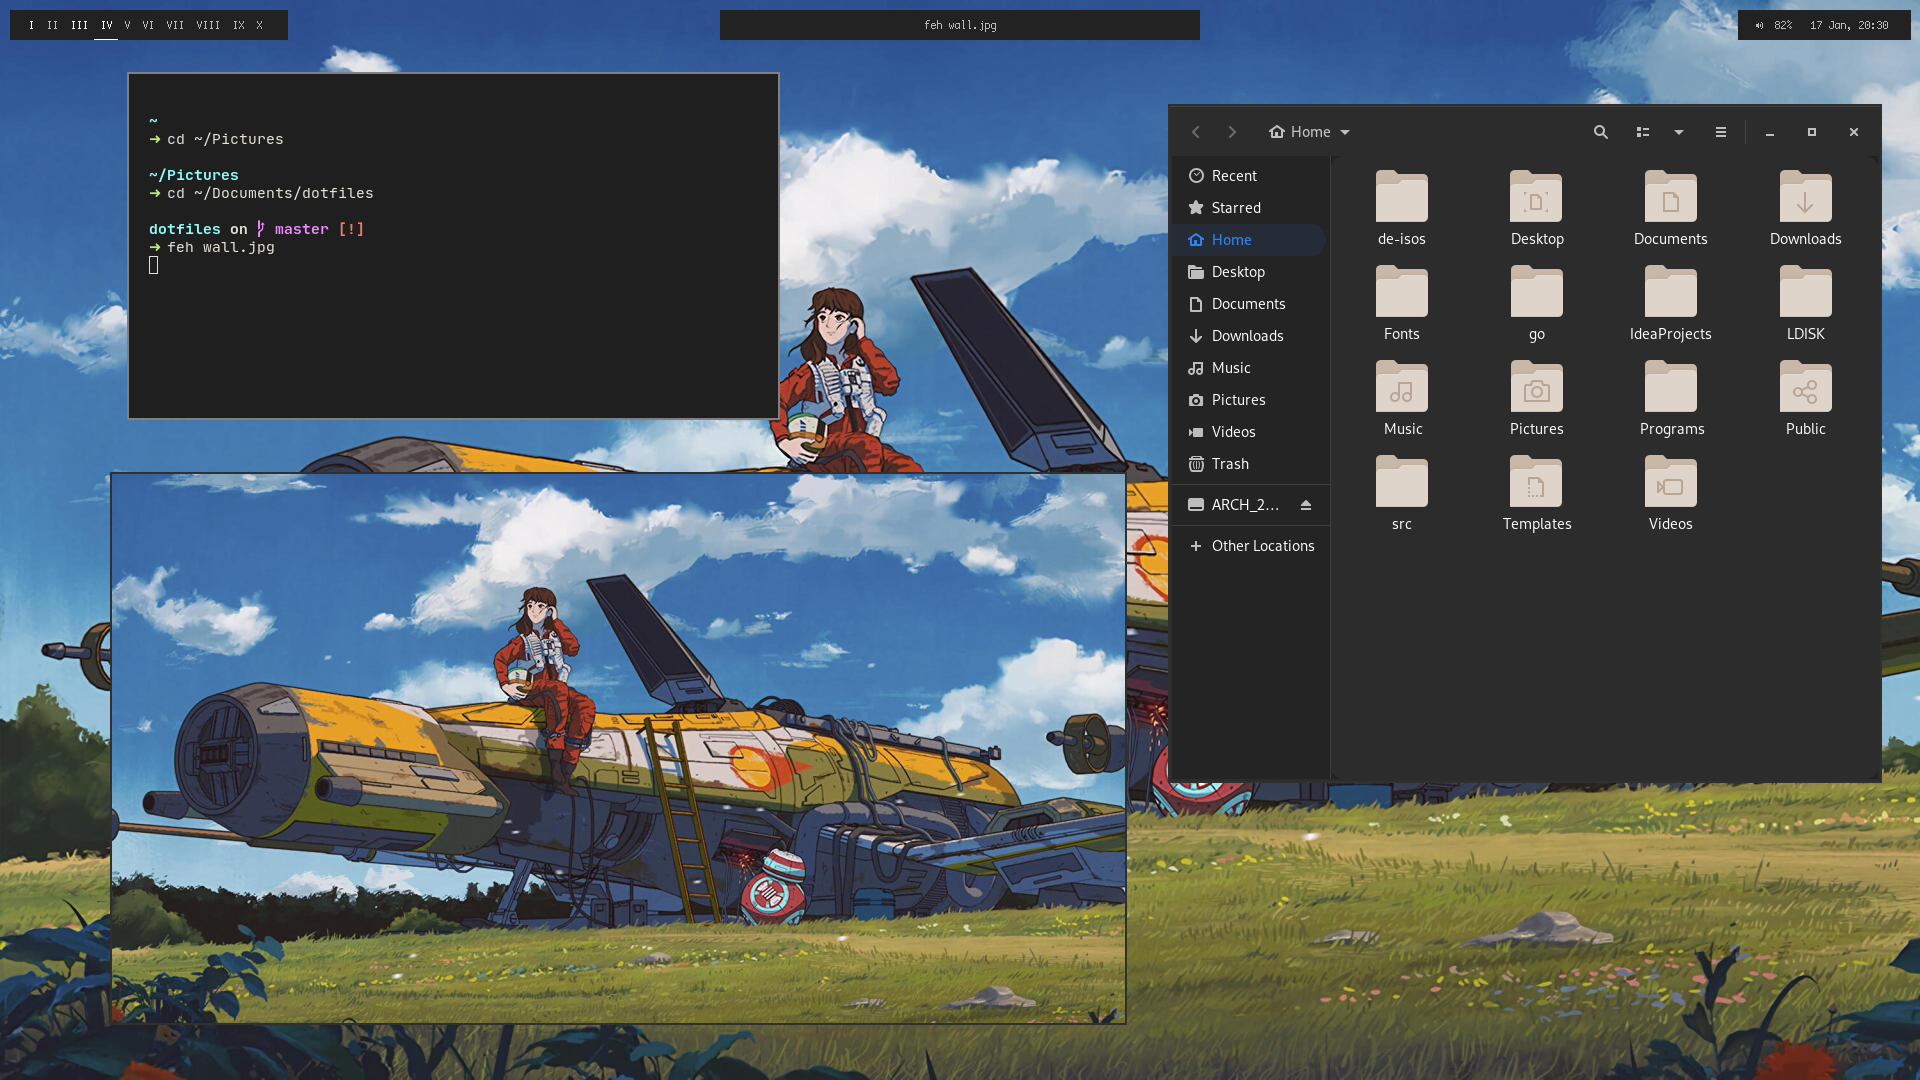 I II III IV V VI VII VIII IX X
feh wall.jpg
82% 17 Jan, 20:30
~
➜ cd ~/Pictures
~/Pictures
➜ cd ~/Documents/dotfiles
dotfiles on master [!]
➜ feh wall.jpg
Home
Recent
Starred
Home
Desktop
Documents
Downloads
Music
Pictures
Videos
Trash
ARCH_2…
Other Locations
de-isos Desktop Documents Downloads
Fonts go IdeaProjects LDISK
Music Pictures Programs Public
src Templates Videos